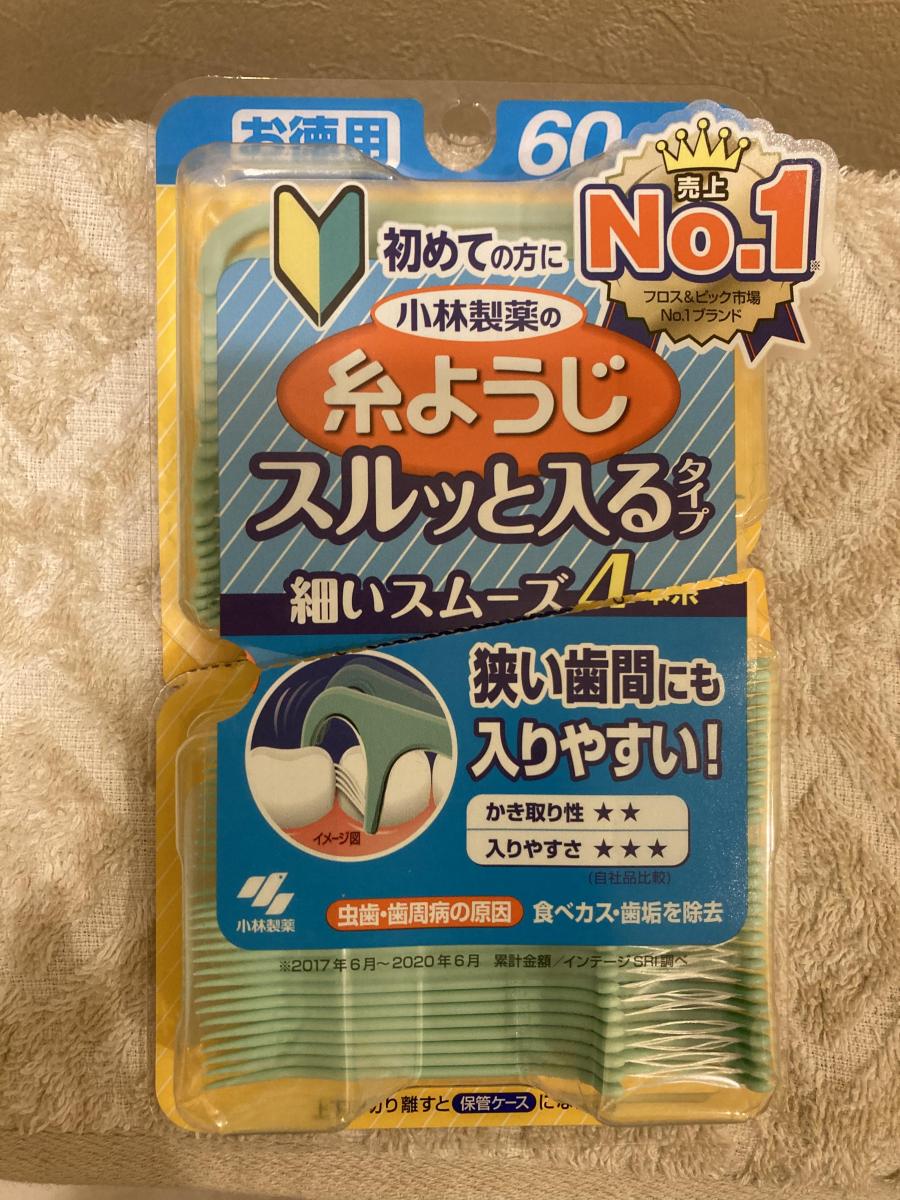 お徳用
60
売上
No.1※
フロス&ピック市場
No.1ブランド
初めての方に
小林製薬の
糸ようじ
スルッと入るタイプ
細いスムーズ4
狭い歯間にも
入りやすい!
かき取り性 ★★
入りやすさ ★★★
(自社品比較)
イメージ図
小林製薬
虫歯・歯周病の原因 食べカス・歯垢を除去
※2017年6月~2020年6月 累計金額/インテージSRI調べ
切り離すと 保管ケース に